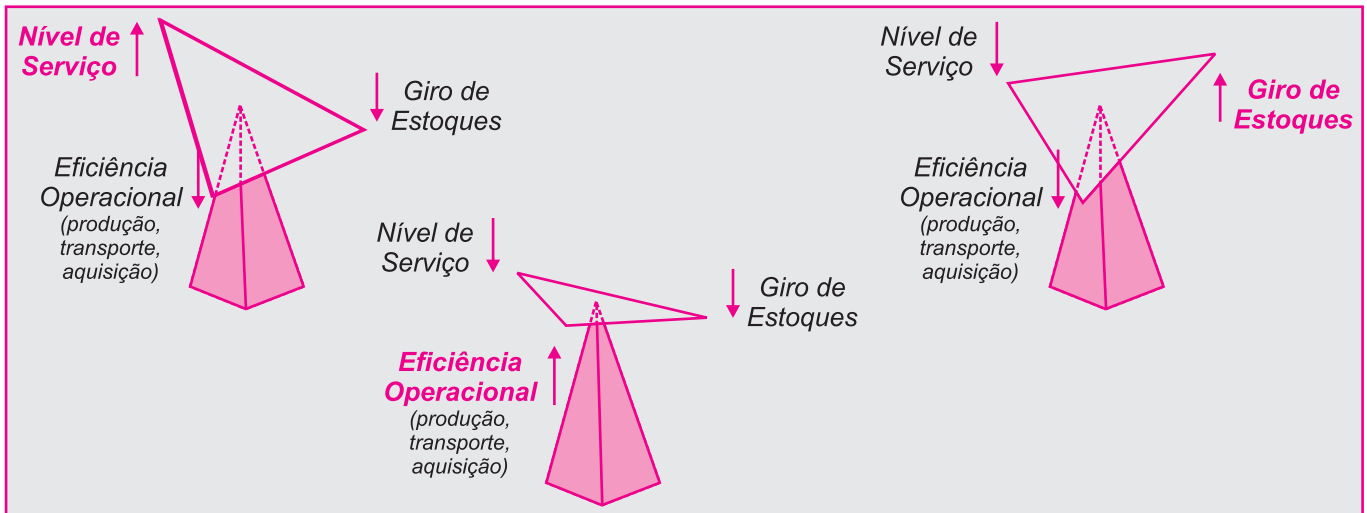 Nível de
Serviço
Giro de
Estoques
Eficiência
Operacional
(produção,
transporte,
aquisição)
Nível de
Serviço
Giro de
Estoques
Eficiência
Operacional
(produção,
transporte,
aquisição)
Nível de
Serviço
Giro de
Estoques
Eficiência
Operacional
(produção,
transporte,
aquisição)